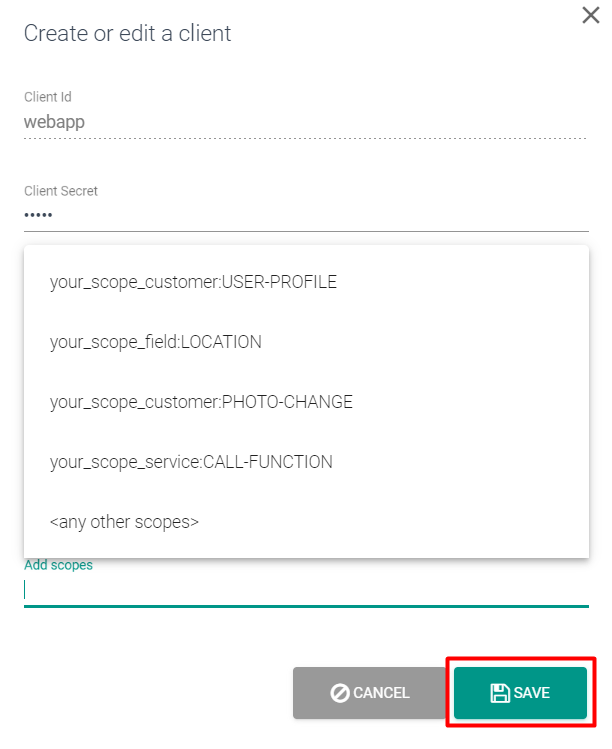 Create or edit a client
Client Id
webapp
Client Secret
•••••
your_scope_customer:USER-PROFILE
your_scope_field:LOCATION
your_scope_customer:PHOTO-CHANGE
your_scope_service:CALL-FUNCTION
<any other scopes>
Add scopes
CANCEL
SAVE